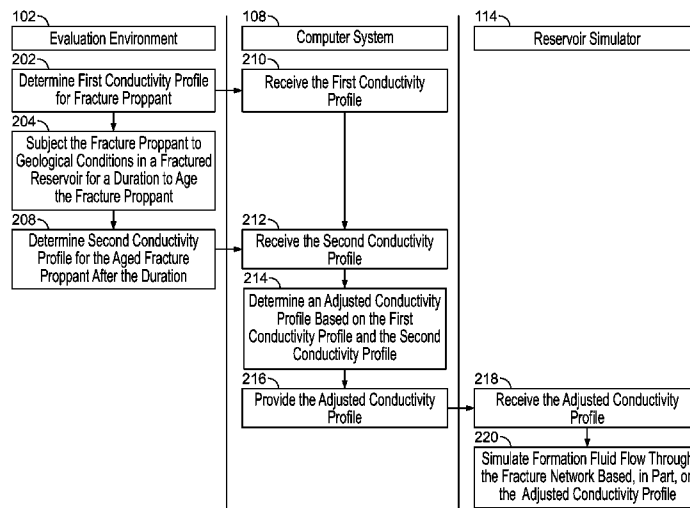 102
Evaluation Environment
108
Computer System
114
Reservoir Simulator
202
Determine First Conductivity Profile
for Fracture Proppant
210
Receive the First Conductivity
Profile
204
Subject the Fracture Proppant to
Geological Conditions in a Fractured
Reservoir for a Duration to Age
the Fracture Proppant
208
Determine Second Conductivity
Profile for the Aged Fracture
Proppant After the Duration
212
Receive the Second Conductivity
Profile
214
Determine an Adjusted Conductivity
Profile Based on the First
Conductivity Profile and the Second
Conductivity Profile
216
Provide the Adjusted Conductivity
Profile
218
Receive the Adjusted Conductivity
Profile
220
Simulate Formation Fluid Flow Through
the Fracture Network Based, in Part, on
the Adjusted Conductivity Profile